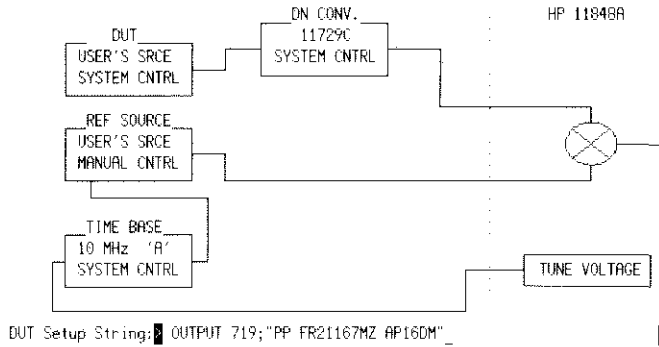 DN CONV.
HP 11848A
DUT
11729C
USER'S SRCE
SYSTEM CNTRL
SYSTEM CNTRL
REF SOURCE
USER'S SRCE
MANUAL CNTRL
TIME BASE
10 MHz 'A'
SYSTEM CNTRL
TUNE VOLTAGE
DUT Setup String:> OUTPUT 719;"PP FR21167MZ AP16DM"_